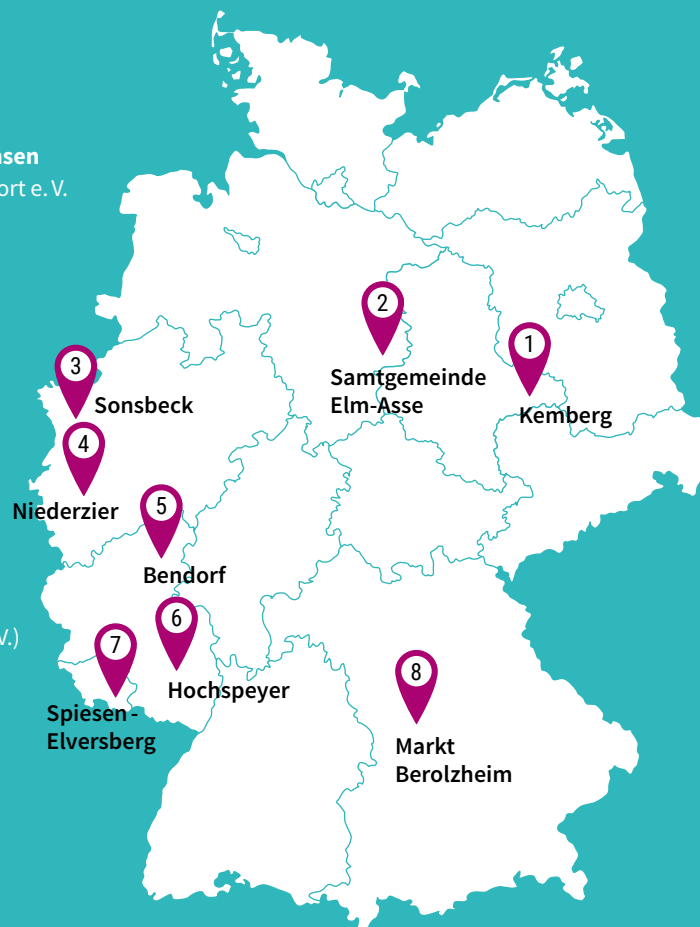 nsen
ort e. V.
2
1
Samtgemeinde
Elm-Asse
Kemberg
3
Sonsbeck
4
Niederzier
5
Bendorf
V.)
6
7
Hochspeyer
Spiesen-
Elversberg
8
Markt
Berolzheim